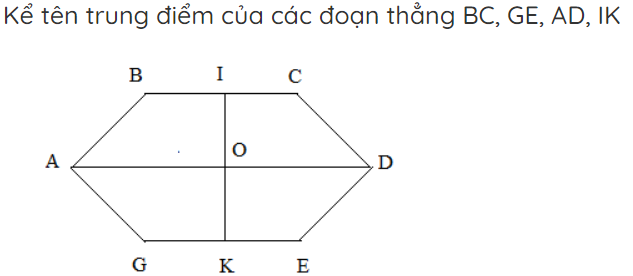 Kể tên trung điểm của các đoạn thẳng BC, GE, AD, IK
B I C
A O D
G K E